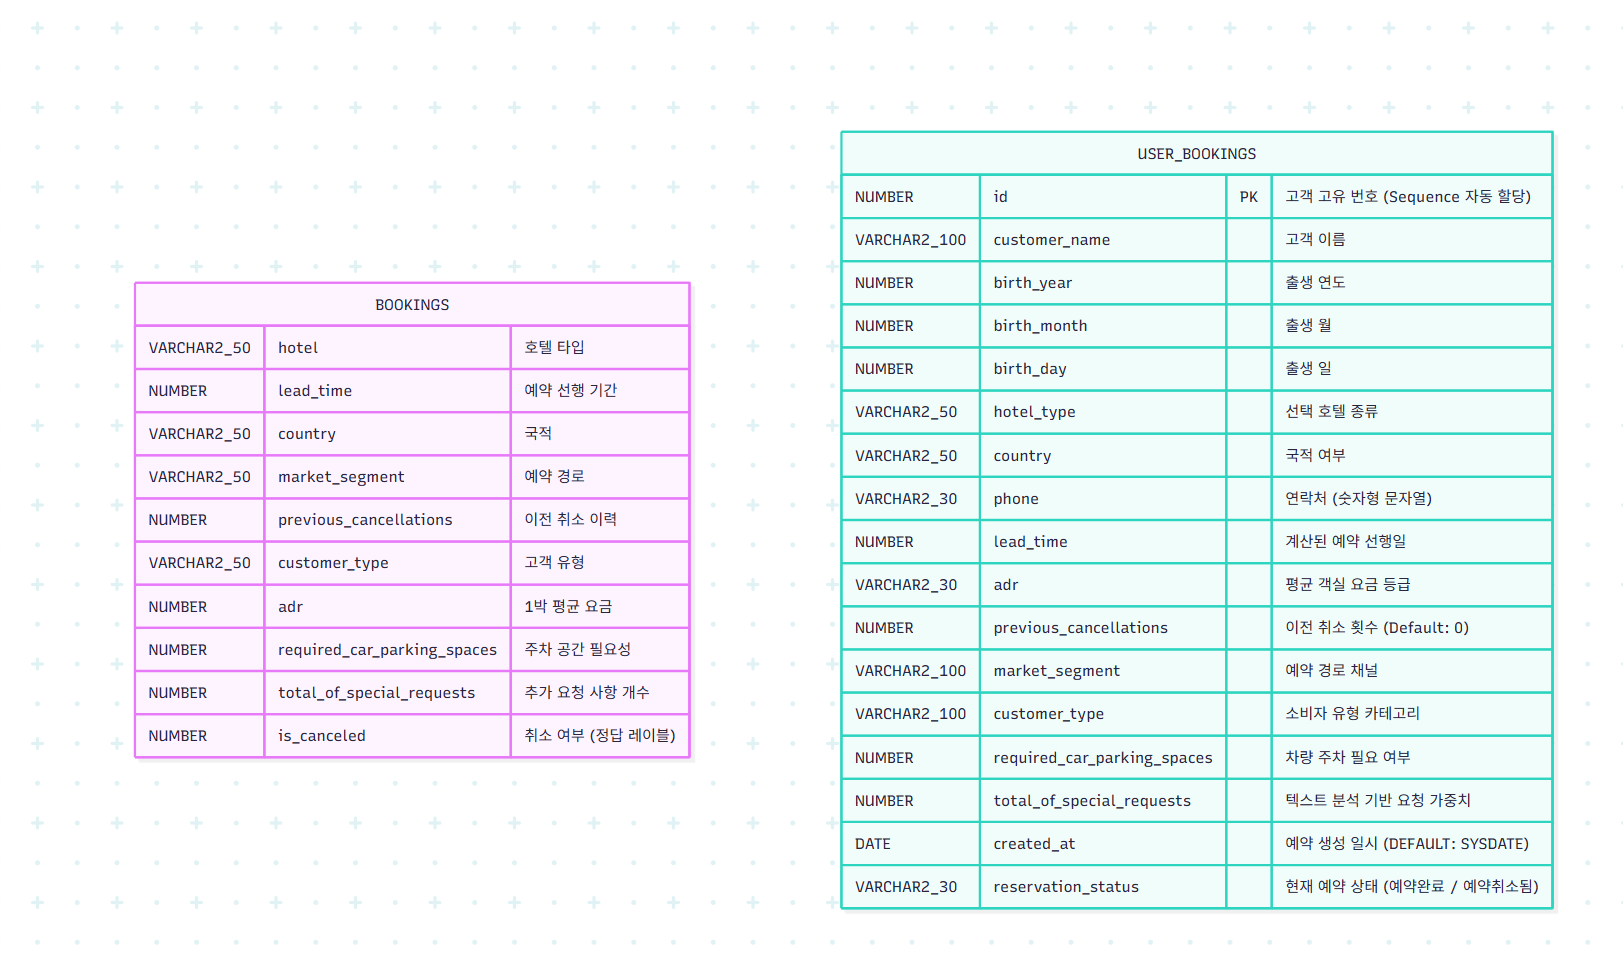 BOOKINGS
VARCHAR2_50 hotel 호텔 타입
NUMBER lead_time 예약 선행 기간
VARCHAR2_50 country 국적
VARCHAR2_50 market_segment 예약 경로
NUMBER previous_cancellations 이전 취소 이력
VARCHAR2_50 customer_type 고객 유형
NUMBER adr 1박 평균 요금
NUMBER required_car_parking_spaces 주차 공간 필요성
NUMBER total_of_special_requests 추가 요청 사항 개수
NUMBER is_canceled 취소 여부 (정답 레이블)
USER_BOOKINGS
NUMBER id PK 고객 고유 번호 (Sequence 자동 할당)
VARCHAR2_100 customer_name 고객 이름
NUMBER birth_year 출생 연도
NUMBER birth_month 출생 월
NUMBER birth_day 출생 일
VARCHAR2_50 hotel_type 선택 호텔 종류
VARCHAR2_50 country 국적 여부
VARCHAR2_30 phone 연락처 (숫자형 문자열)
NUMBER lead_time 계산된 예약 선행일
VARCHAR2_30 adr 평균 객실 요금 등급
NUMBER previous_cancellations 이전 취소 횟수 (Default: 0)
VARCHAR2_100 market_segment 예약 경로 채널
VARCHAR2_100 customer_type 소비자 유형 카테고리
NUMBER required_car_parking_spaces 차량 주차 필요 여부
NUMBER total_of_special_requests 텍스트 분석 기반 요청 가중치
DATE created_at 예약 생성 일시 (DEFAULT: SYSDATE)
VARCHAR2_30 reservation_status 현재 예약 상태 (예약완료 / 예약취소됨)